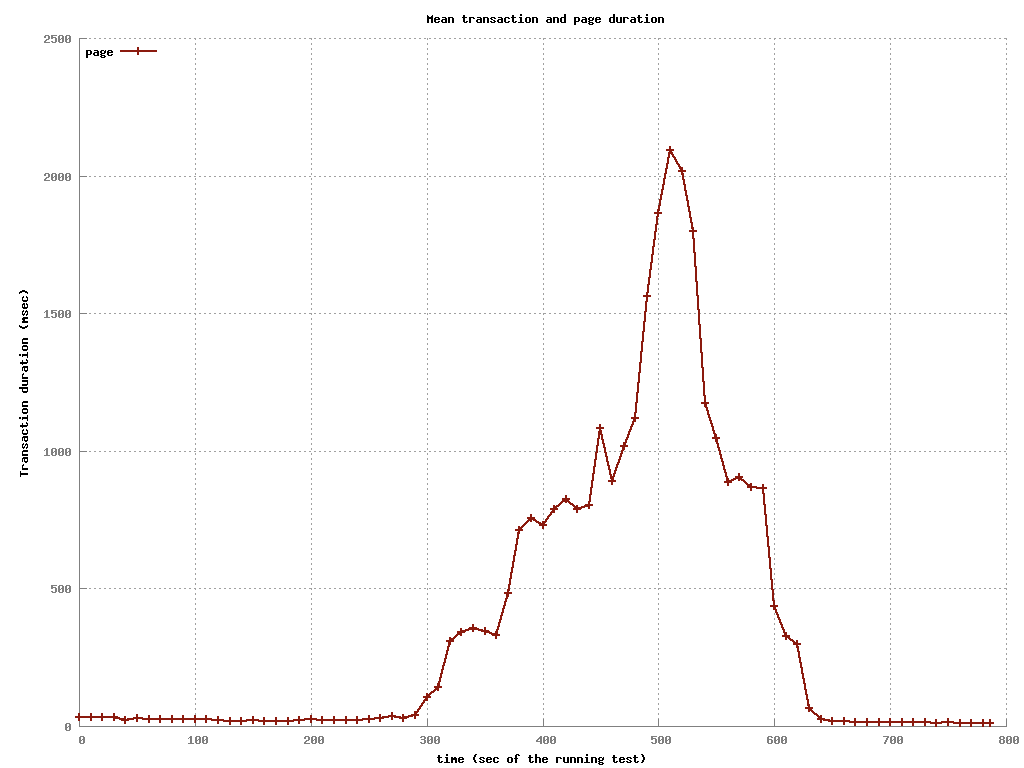 Mean transaction and page duration
2500
page
2000
1500
Transaction duration (msec)
1000
500
0
0 100 200 300 400 500 600 700 800
time (sec of the running test)